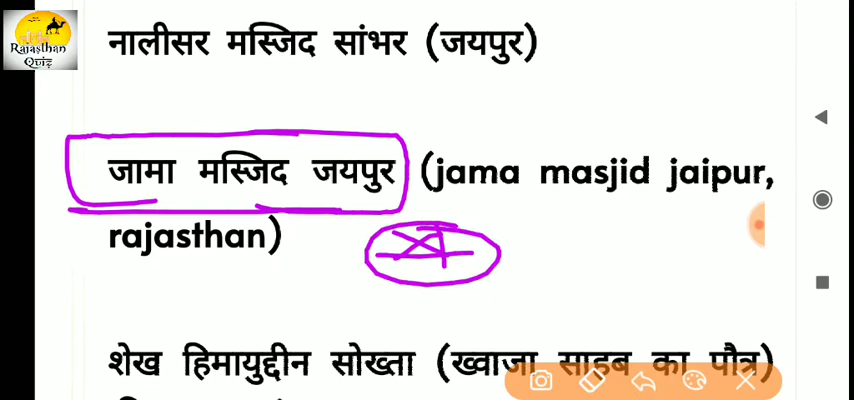 Rajasthan
Quiz
नालीसर मस्जिद सांभर (जयपुर)
जामा मस्जिद जयपुर (jama masjid jaipur,
rajasthan)
शेख हिमायुद्दीन सोख्ता (ख्वाजा साहब का पौत्र)